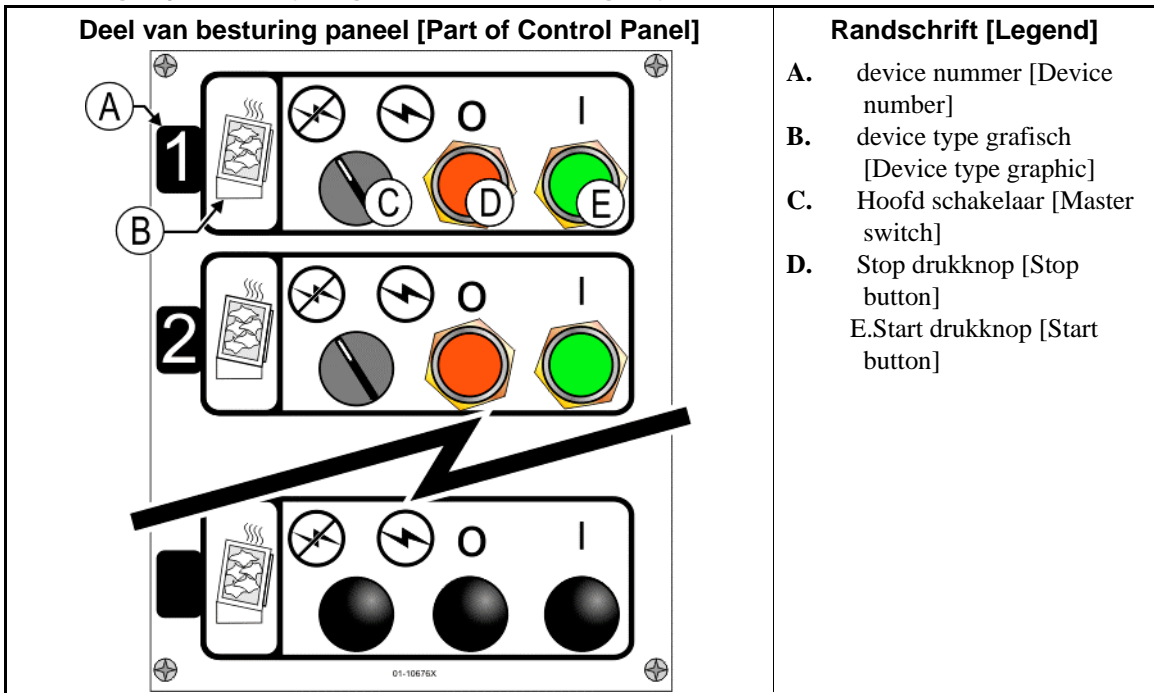 Deel van besturing paneel [Part of Control Panel]
A
1
O I
C D E
B
2
O I
O I
01-10676X
Randschrift [Legend]
A. device nummer [Device
number]
B. device type grafisch
[Device type graphic]
C. Hoofd schakelaar [Master
switch]
D. Stop drukknop [Stop
button]
E.Start drukknop [Start
button]